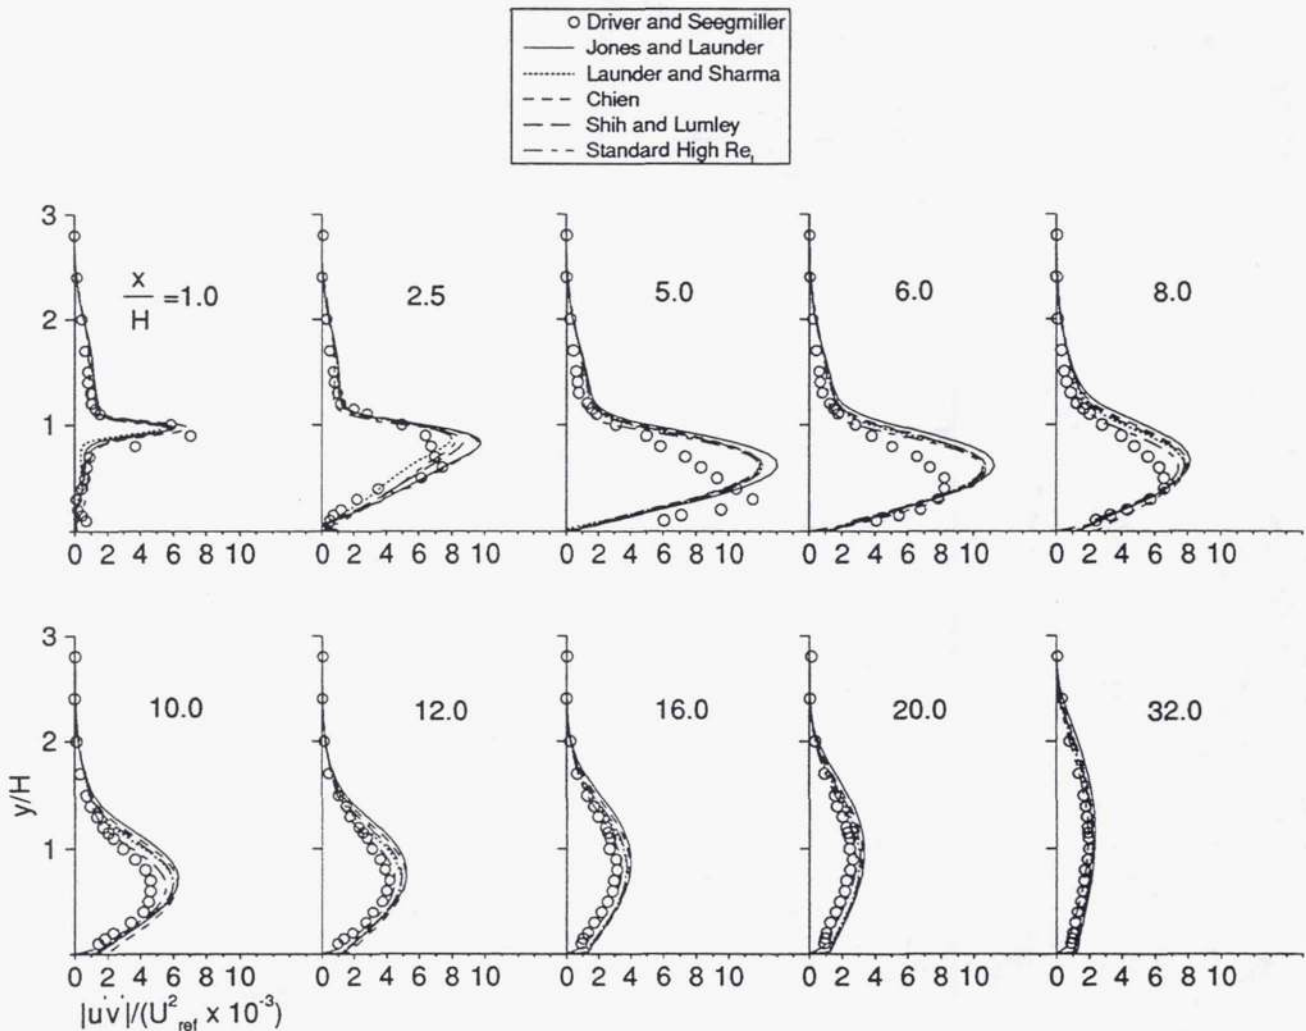 Driver and Seegmiller
Jones and Launder
Launder and Sharma
Chien
Shih and Lumley
Standard High Re_t
3
2
1
x/H =1.0
2.5
5.0
6.0
8.0
0 2 4 6 8 10
0 2 4 6 8 10
0 2 4 6 8 10
0 2 4 6 8 10
0 2 4 6 8 10
3
2
1
y/H
10.0
12.0
16.0
20.0
32.0
0 2 4 6 8 10
0 2 4 6 8 10
0 2 4 6 8 10
0 2 4 6 8 10
0 2 4 6 8 10
|u'v'|/(U²ref x 10⁻³)